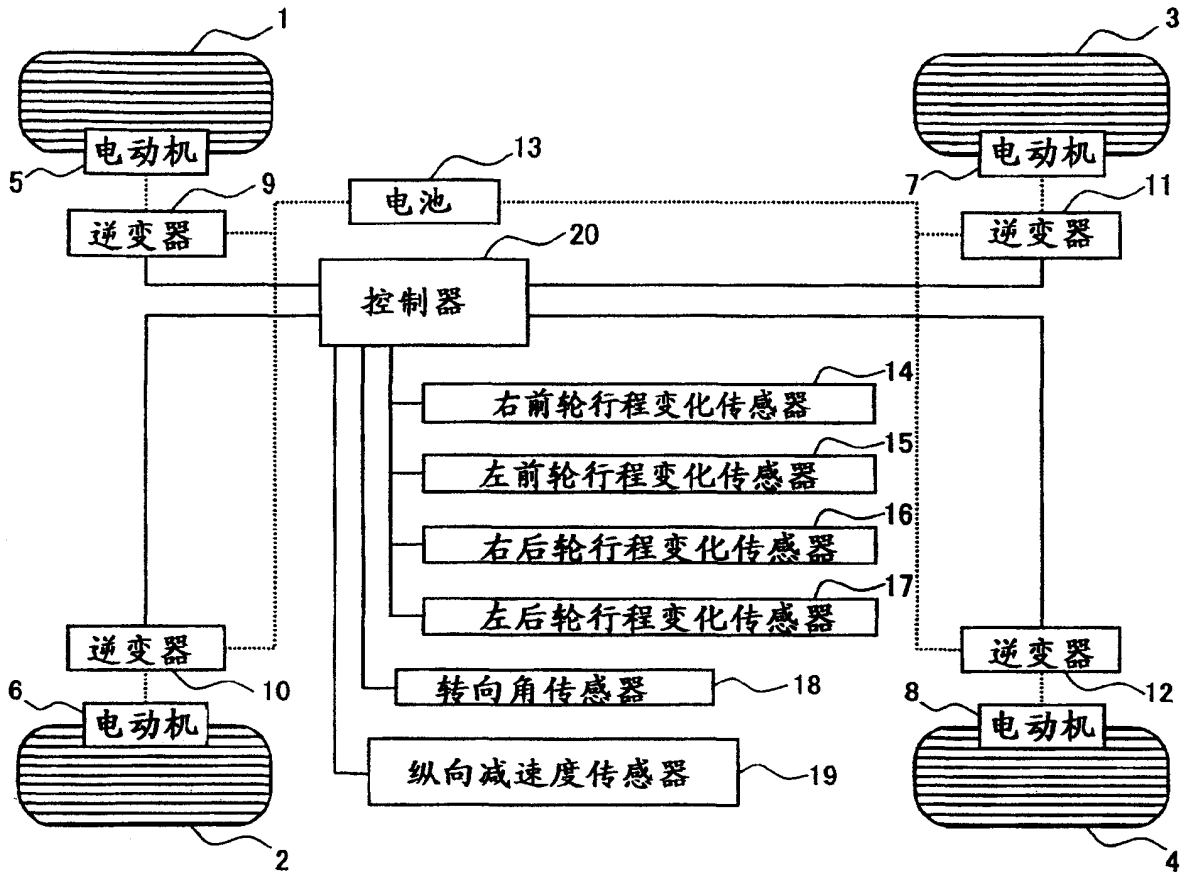 1
3
电动机
电动机
5
9
13
7
11
逆变器
电池
逆变器
20
控制器
14
右前轮行程变化传感器
15
左前轮行程变化传感器
16
右后轮行程变化传感器
17
左后轮行程变化传感器
逆变器
逆变器
6
10
转向角传感器
18
8
12
电动机
电动机
纵向减速度传感器
19
2
4